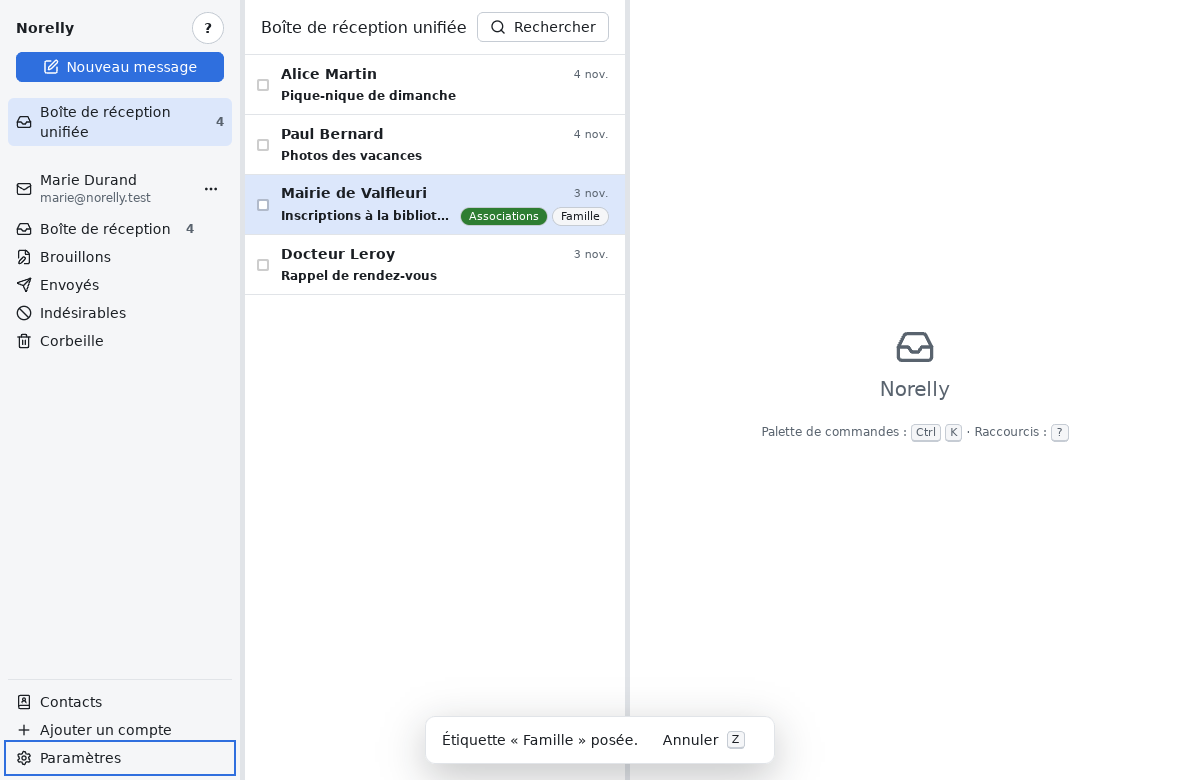 Norelly
?
Nouveau message
Boîte de réception
unifiée
4
Marie Durand
marie@norelly.test
Boîte de réception 4
Brouillons
Envoyés
Indésirables
Corbeille
Contacts
Ajouter un compte
Paramètres
Boîte de réception unifiée
Rechercher
Alice Martin 4 nov.
Pique-nique de dimanche
Paul Bernard 4 nov.
Photos des vacances
Mairie de Valfleuri 3 nov.
Inscriptions à la bibliot… Associations Famille
Docteur Leroy 3 nov.
Rappel de rendez-vous
Norelly
Palette de commandes : Ctrl K · Raccourcis : ?
Étiquette « Famille » posée. Annuler Z